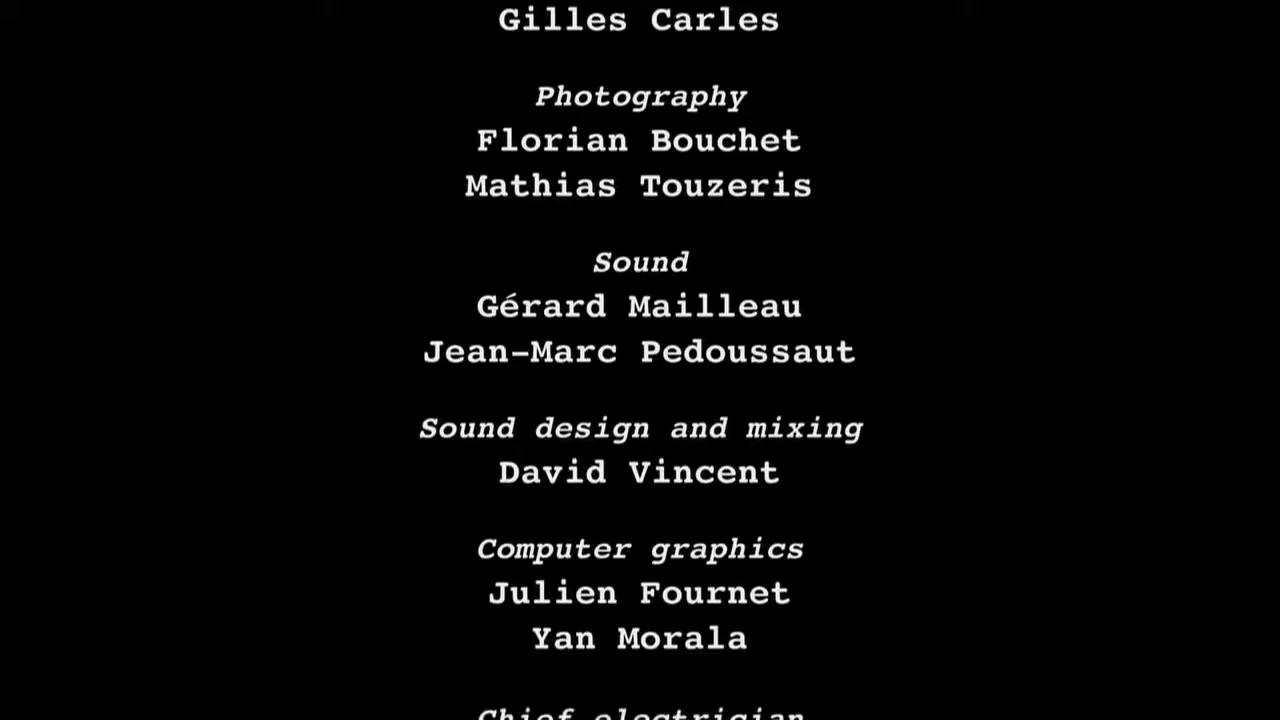 Gilles Carles
Photography
Florian Bouchet
Mathias Touzeris
Sound
Gérard Mailleau
Jean-Marc Pedoussaut
Sound design and mixing
David Vincent
Computer graphics
Julien Fournet
Yan Morala
Chief electrician